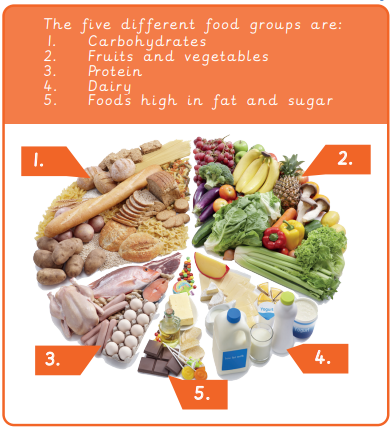 The five different food groups are:
1. Carbohydrates
2. Fruits and vegetables
3. Protein
4. Dairy
5. Foods high in fat and sugar
1.
2.
Yogurt
3.
4.
5.